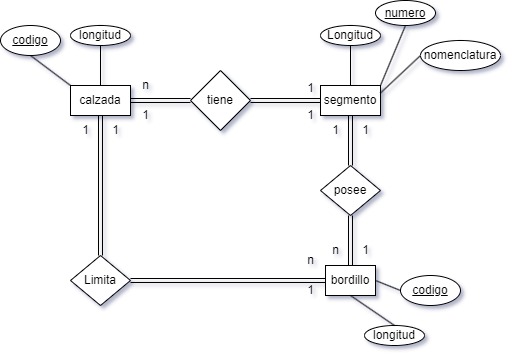 numero
codigo
longitud
Longitud
nomenclatura
n
1
calzada
tiene
segmento
1
1
1
1
1
1
posee
n
1
n
Limita
bordillo
1
codigo
longitud